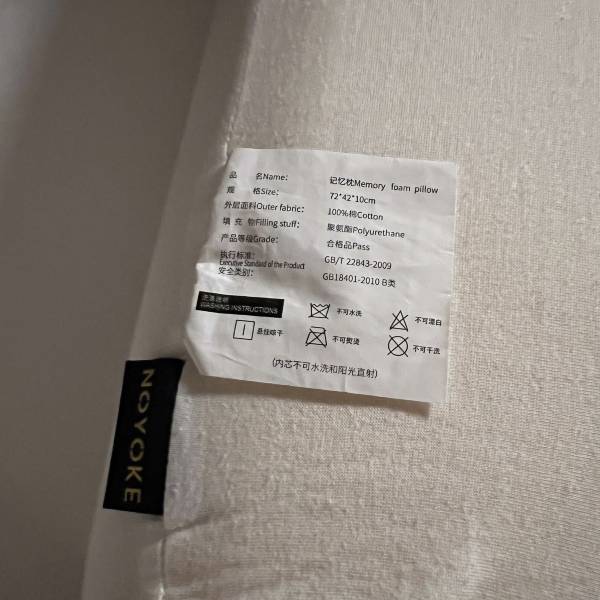 品 名Name: 记忆枕Memory foam pillow
规 格Size: 72*42*10cm
外层面料Outer fabric: 100%棉Cotton
填 充 物Filling stuff: 聚氨酯Polyurethane
产品等级Grade: 合格品Pass
执行标准: GB/T 22843-2009
Executive Standard of the Product
安全类别: GB18401-2010 B类
洗涤说明
WASHING INSTRUCTIONS
不可水洗 不可漂白
悬挂晾干 不可熨烫 不可干洗
(内芯不可水洗和阳光直射)
NOYOKE